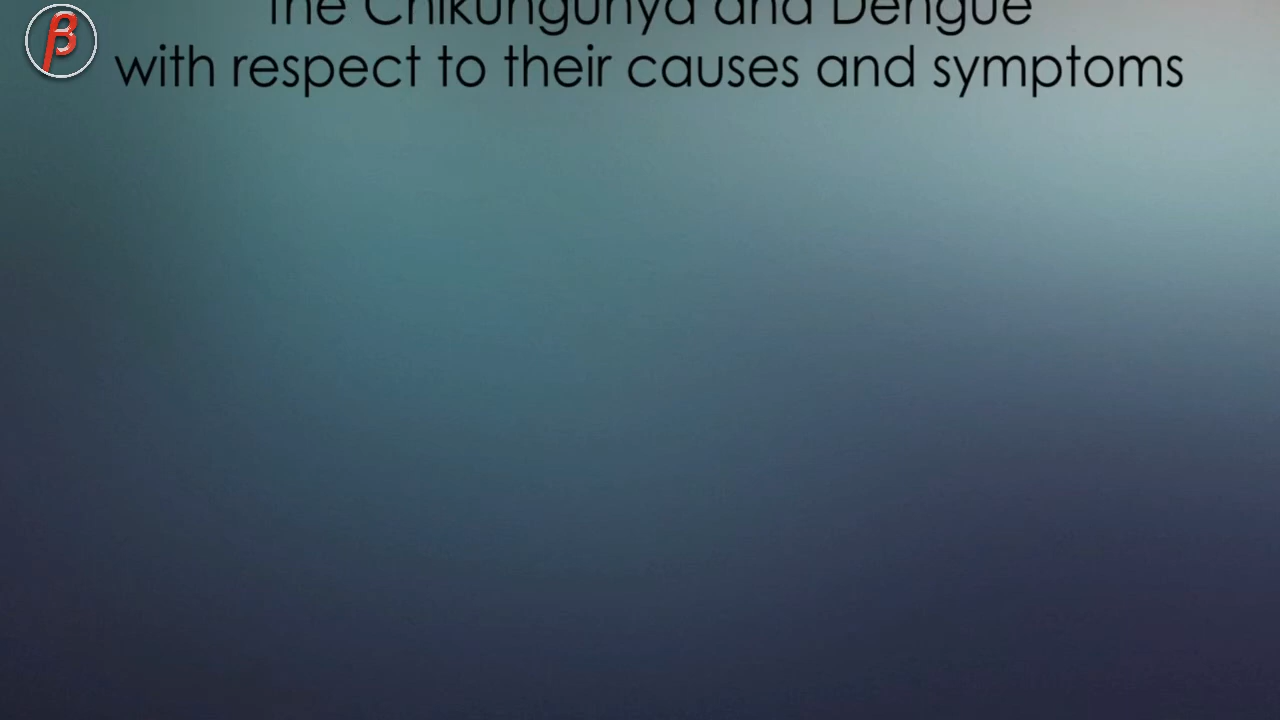 the Chikungunya and Dengue
with respect to their causes and symptoms
β